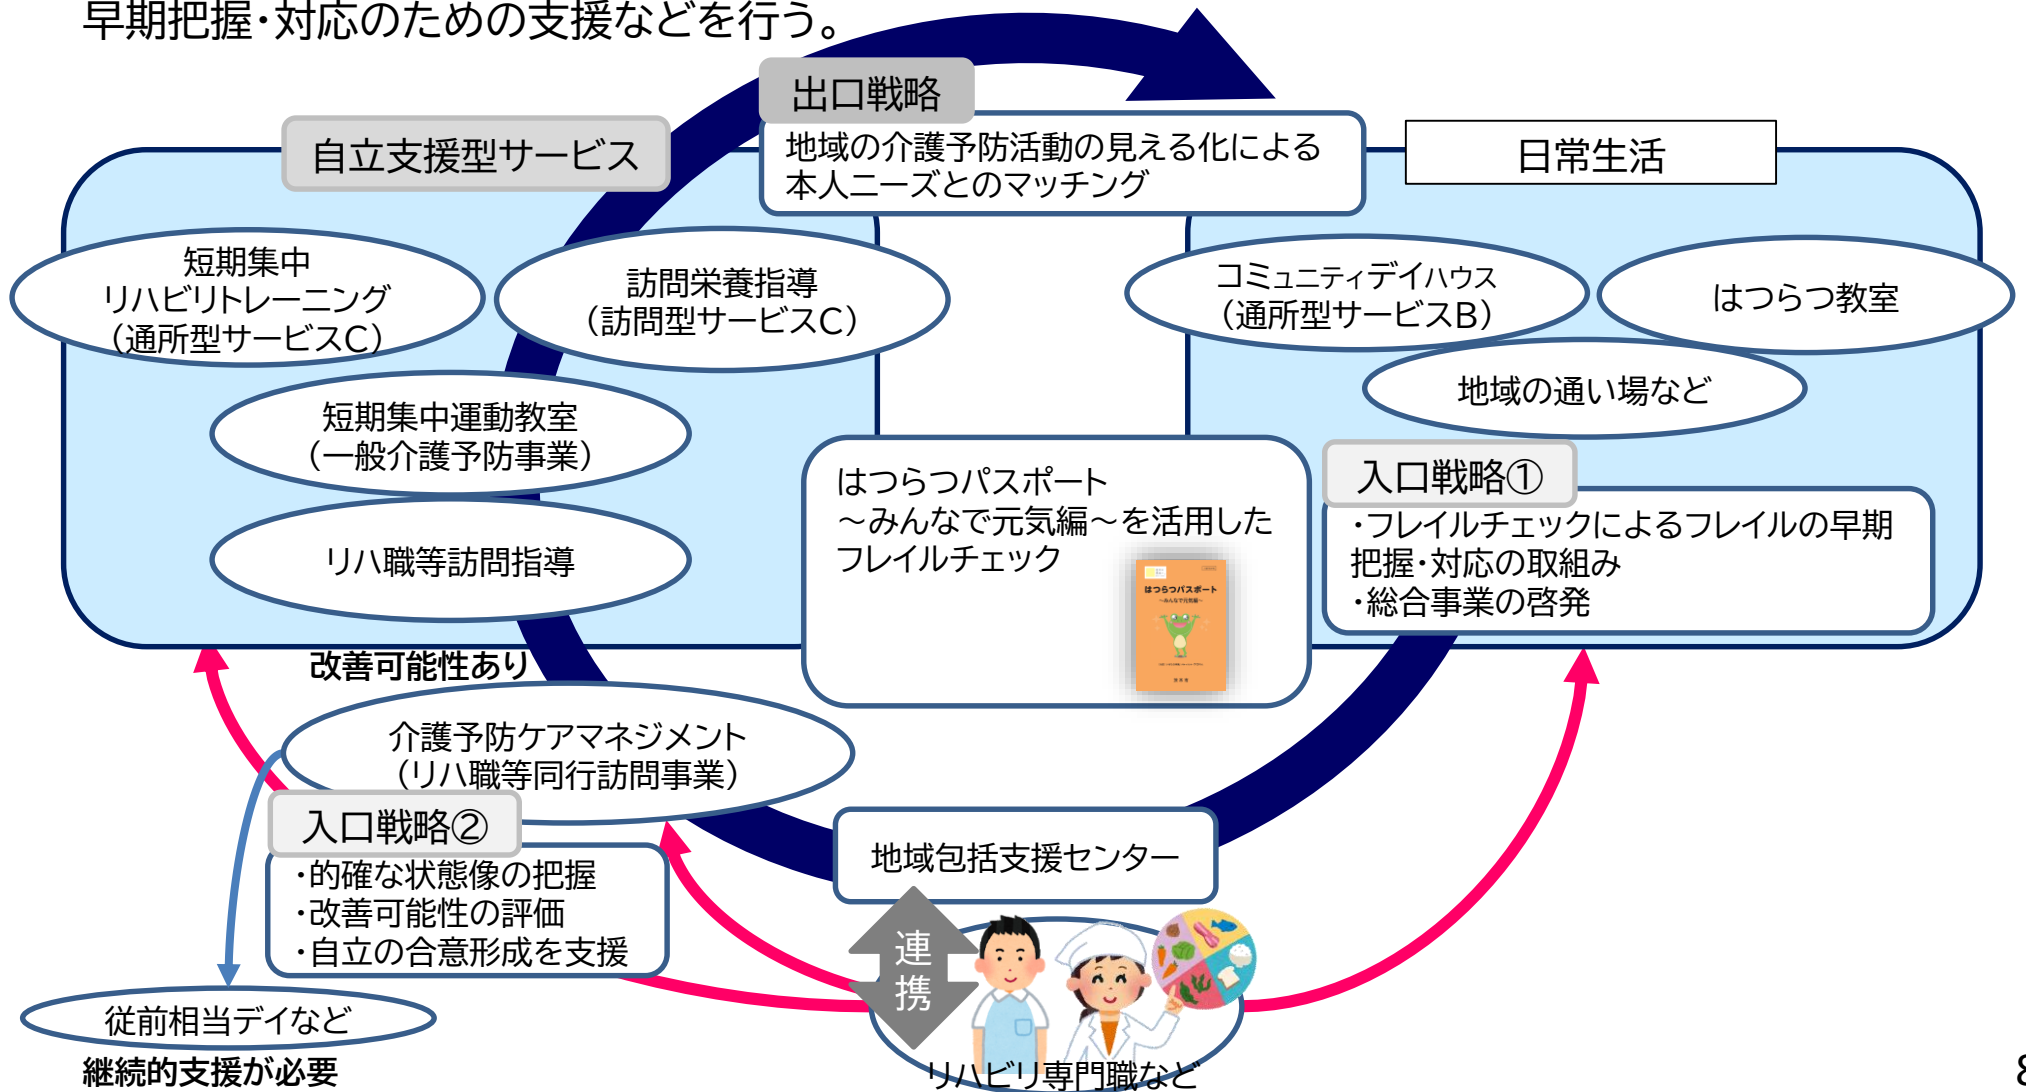 早期把握・対応のための支援などを行う。
出口戦略
地域の介護予防活動の見える化による
本人ニーズとのマッチング
自立支援型サービス
日常生活
短期集中
リハビリトレーニング
（通所型サービスC）
訪問栄養指導
（訪問型サービスC）
コミュニティデイハウス
（通所型サービスB）
はつらつ教室
地域の通い場など
短期集中運動教室
（一般介護予防事業）
はつらつパスポート
～みんなで元気編～を活用した
フレイルチェック
はつらつパスポート
～みんなで元気編～
入口戦略①
・フレイルチェックによるフレイルの早期
把握・対応の取組み
・総合事業の啓発
リハ職等訪問指導
改善可能性あり
介護予防ケアマネジメント
（リハ職等同行訪問事業）
入口戦略②
・的確な状態像の把握
・改善可能性の評価
・自立の合意形成を支援
地域包括支援センター
連
携
リハビリ専門職など
従前相当デイなど
継続的支援が必要